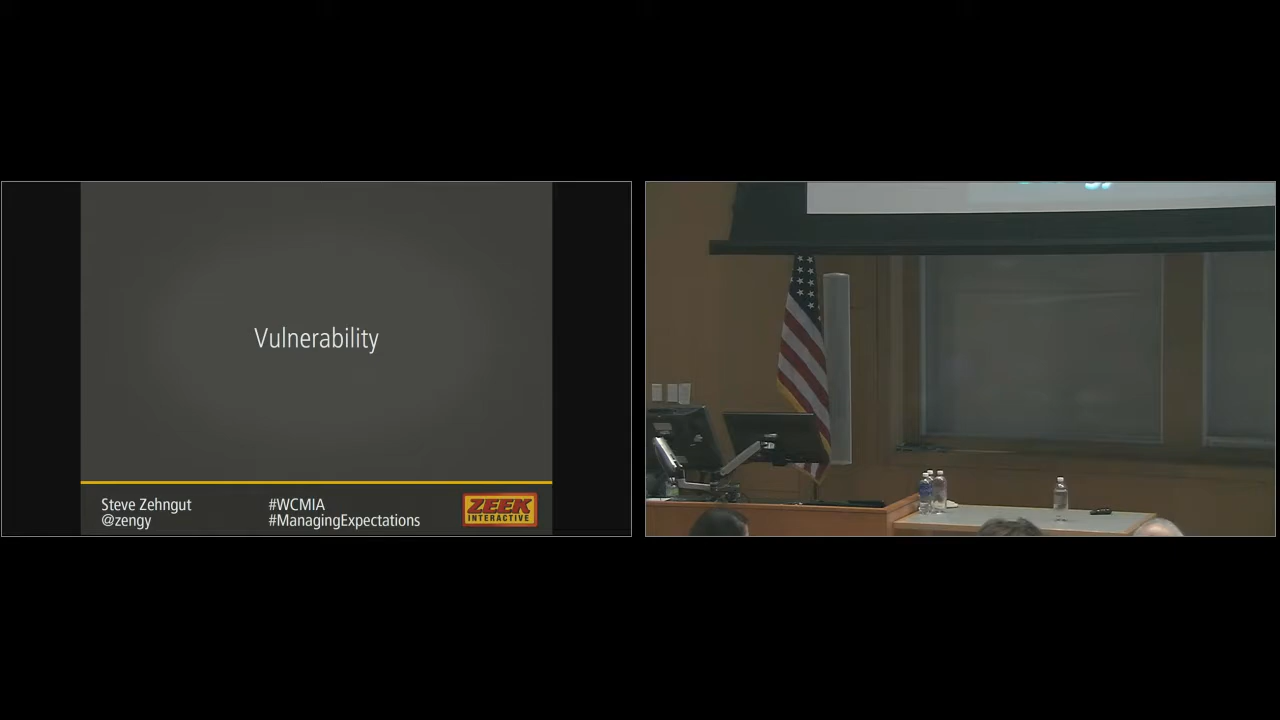 Vulnerability
Steve Zehngut
@zengy
#WCMIA
#ManagingExpectations
ZEEK
INTERACTIVE